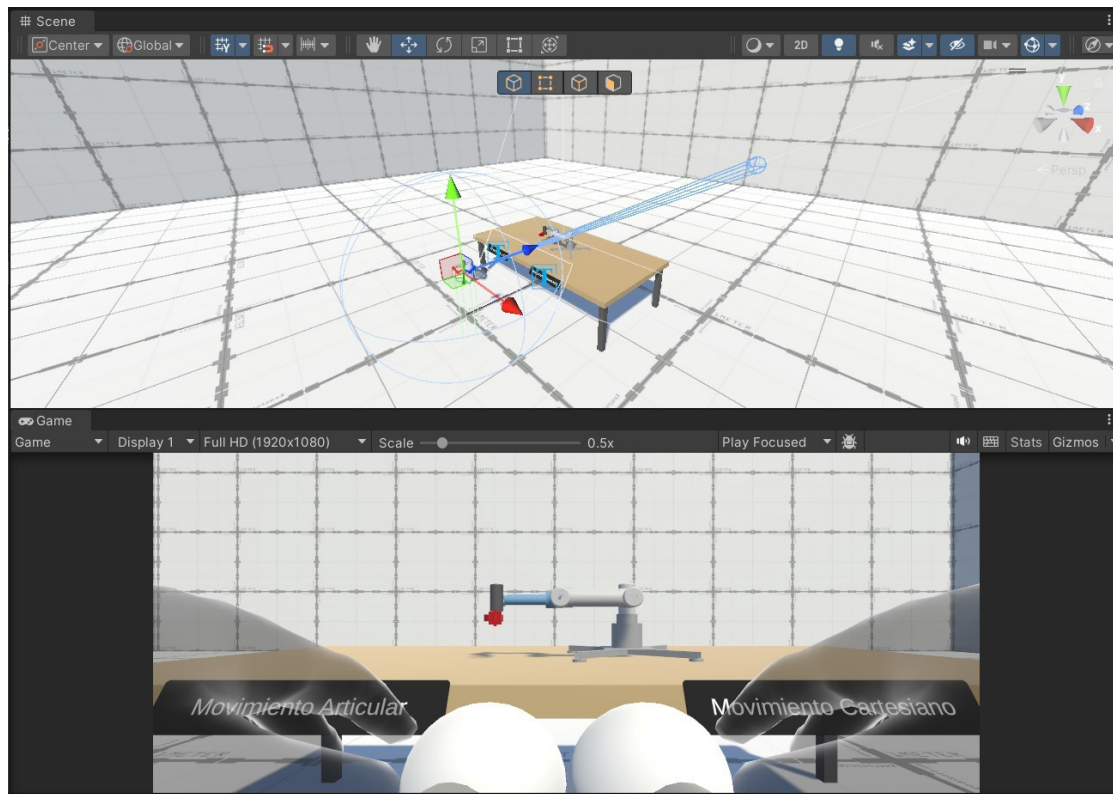 Scene
Center Global 2D
y
z
x
Persp
Game
Game Display 1 Full HD (1920x1080) Scale 0.5x Play Focused Stats Gizmos
Movimiento Articular Movimiento Cartesiano